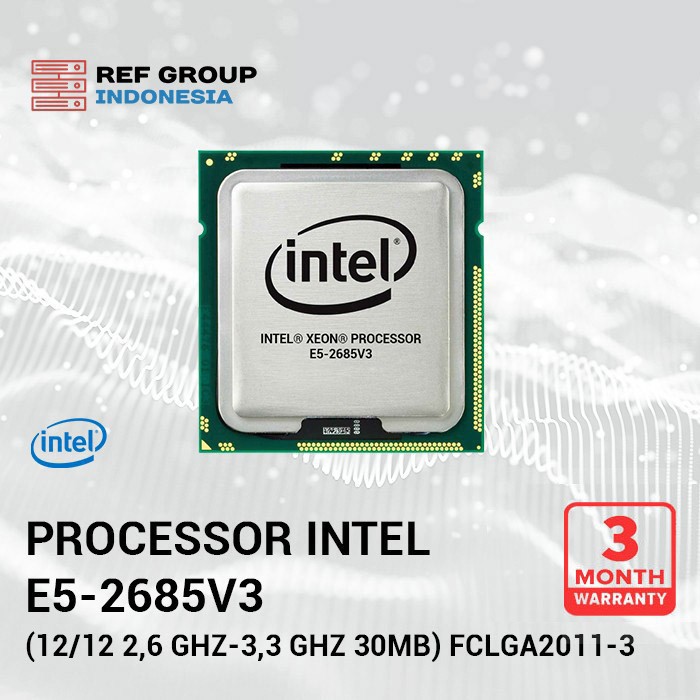 REF GROUP
INDONESIA
intel®
INTEL® XEON® PROCESSOR
E5-2685V3
intel
PROCESSOR INTEL
E5-2685V3
(12/12 2,6 GHZ-3,3 GHZ 30MB) FCLGA2011-3
3
MONTH
WARRANTY